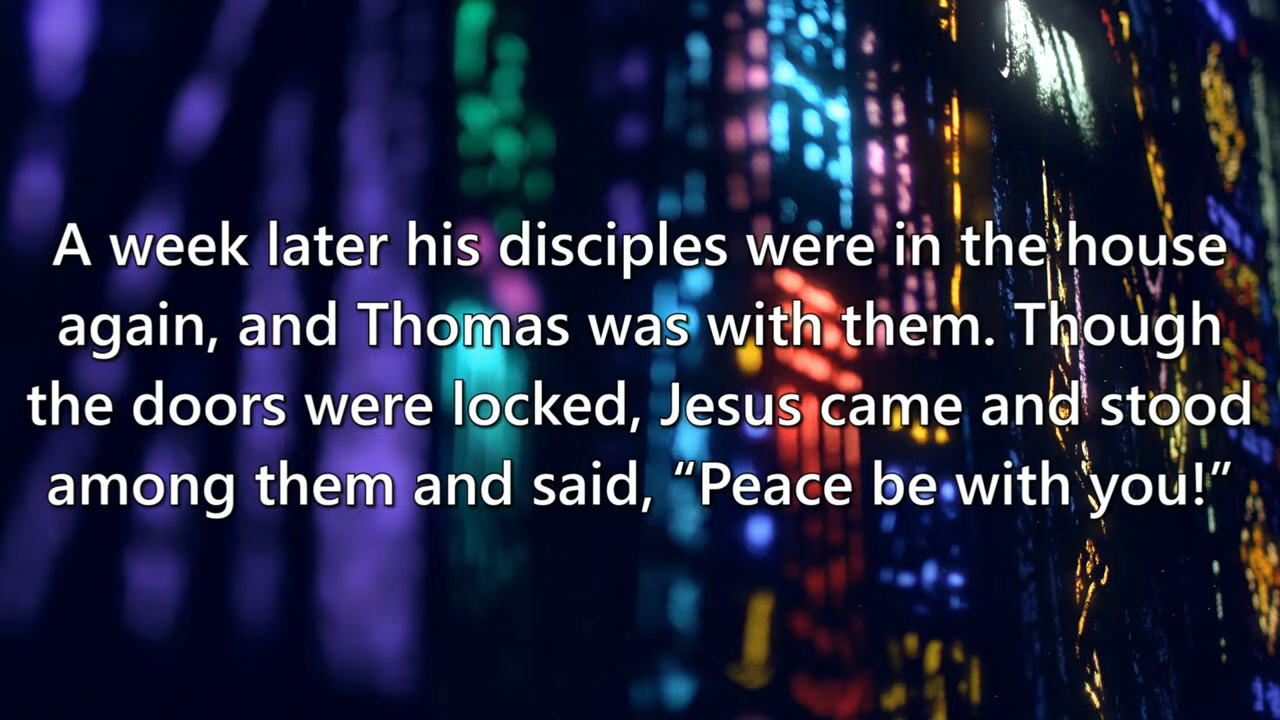 A week later his disciples were in the house
again, and Thomas was with them. Though
the doors were locked, Jesus came and stood
among them and said, “Peace be with you!”